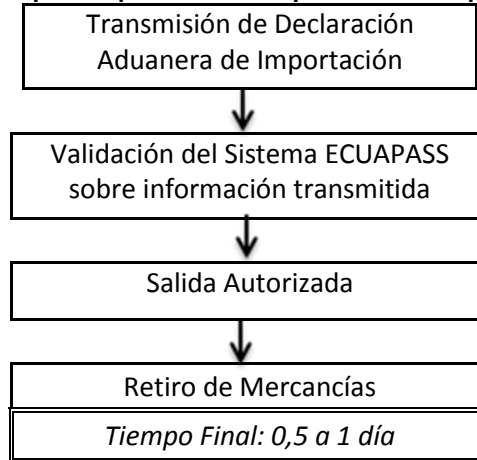 Transmisión de Declaración
Aduanera de Importación
Validación del Sistema ECUAPASS
sobre información transmitida
Salida Autorizada
Retiro de Mercancías
Tiempo Final: 0,5 a 1 día